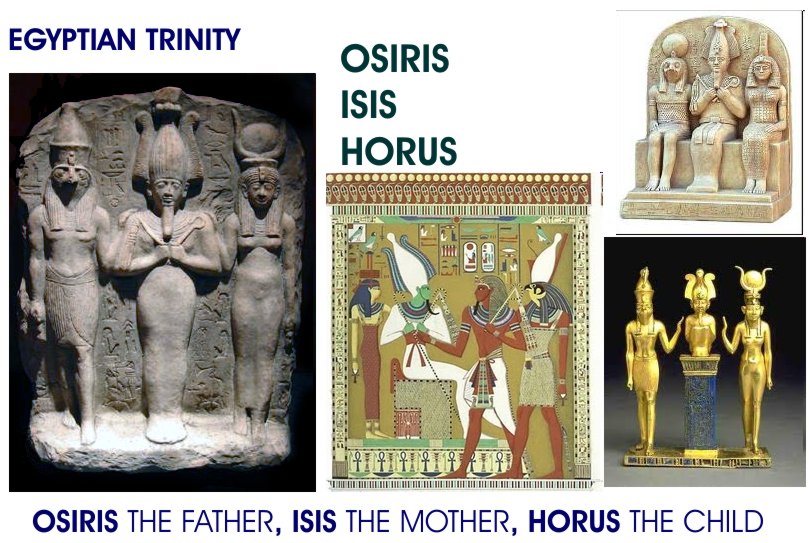 EGYPTIAN TRINITY
OSIRIS
ISIS
HORUS
OSIRIS THE FATHER, ISIS THE MOTHER, HORUS THE CHILD